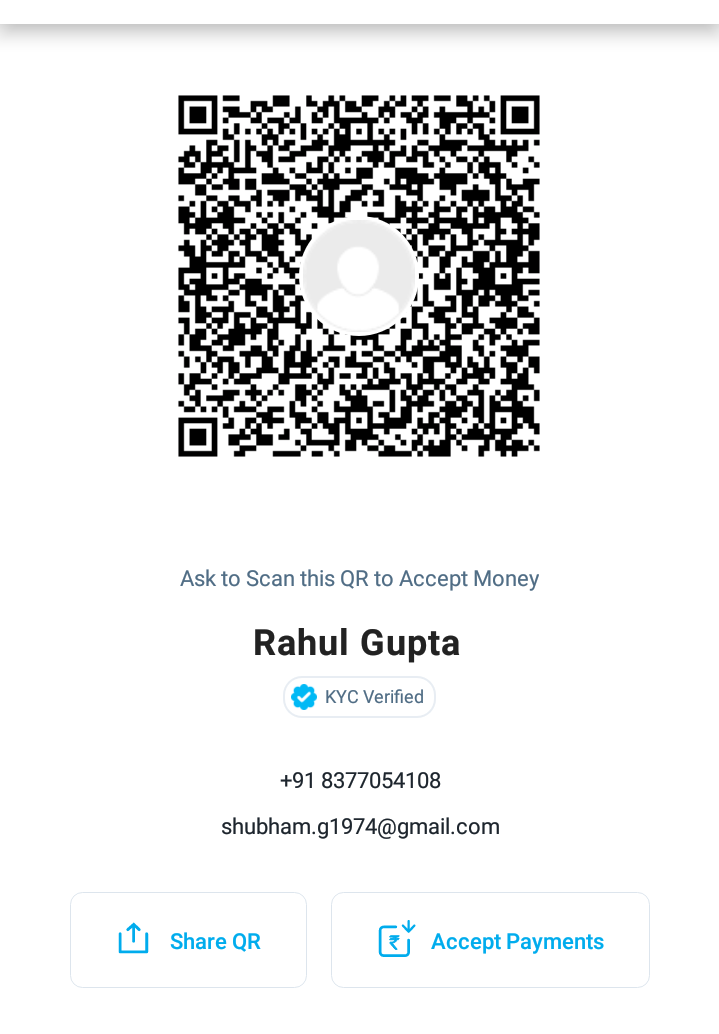 Ask to Scan this QR to Accept Money
Rahul Gupta
KYC Verified
+91 8377054108
shubham.g1974@gmail.com
Share QR
₹ Accept Payments